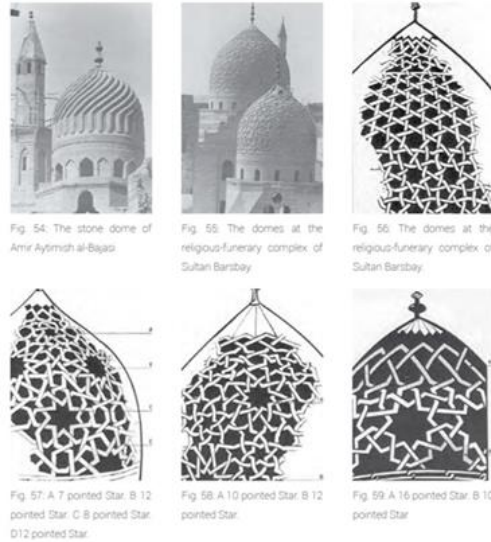 Fig. 54: The stone dome of
Amir Aytimish al-Bajasi
Fig. 55: The domes at the
religious-funerary complex of
Sultan Barsbay.
Fig. 56: The domes at the
religious-funerary complex of
Sultan Barsbay.
Fig. 57: A 7 pointed Star. B 12
pointed Star. C 8 pointed Star.
D12 pointed Star.
Fig. 58: A 10 pointed Star. B 12
pointed Star
Fig. 59: A 16 pointed Star. B 10
pointed Star